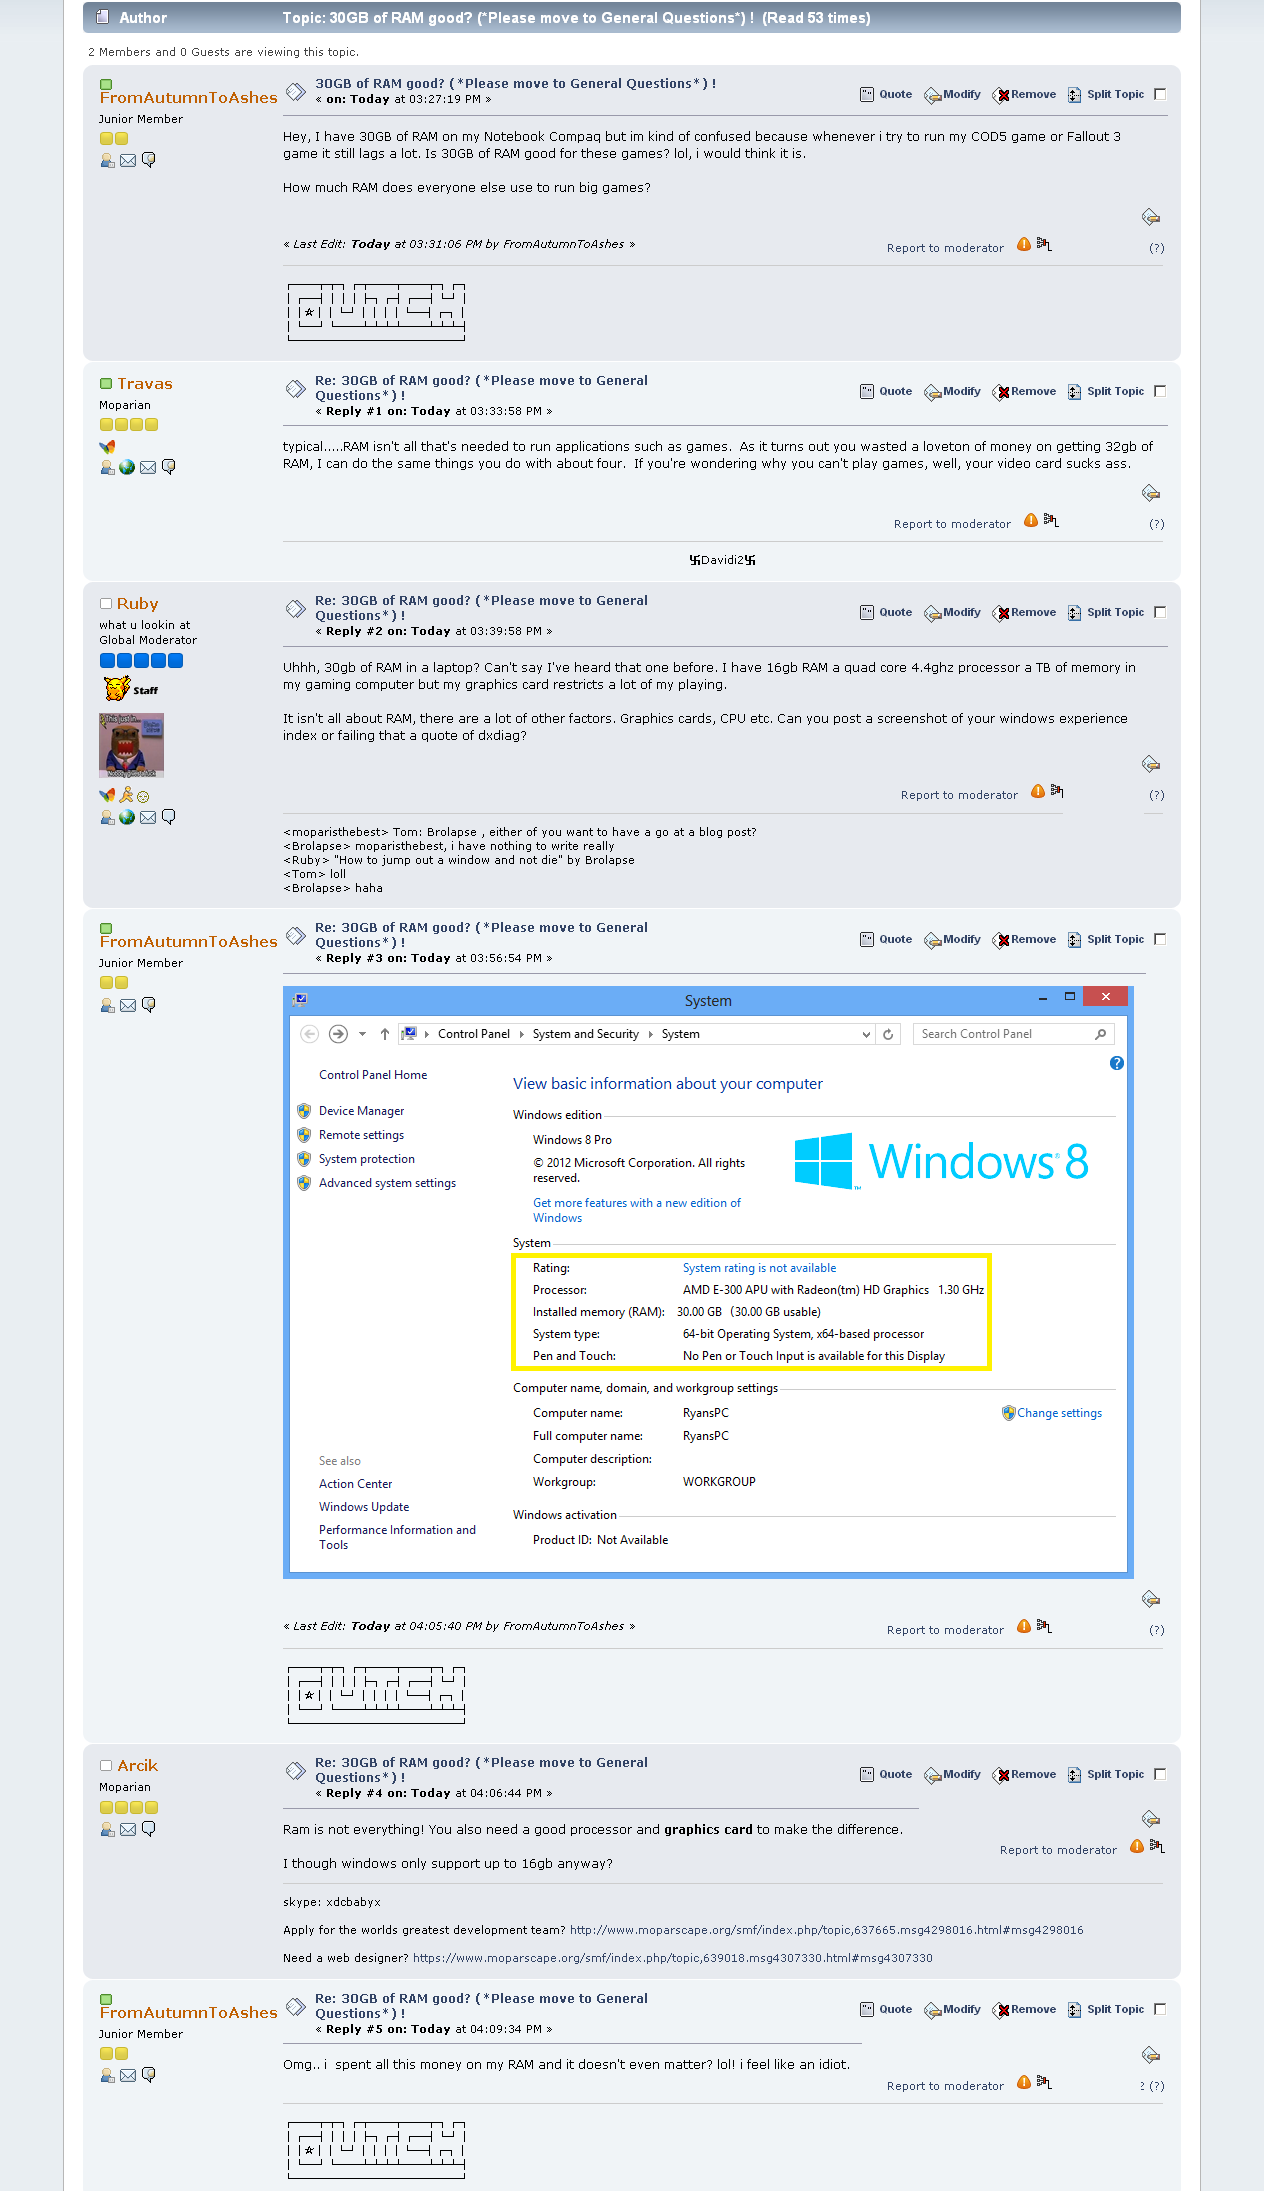 Author Topic: 30GB of RAM good? (*Please move to General Questions*) !  (Read 53 times)
2 Members and 0 Guests are viewing this topic.
FromAutumnToAshes
Junior Member
30GB of RAM good? (*Please move to General Questions*) !
« on: Today at 03:27:19 PM »
Quote Modify Remove Split Topic
Hey, I have 30GB of RAM on my Notebook Compaq but im kind of confused because whenever i try to run my COD5 game or Fallout 3
game it still lags a lot. Is 30GB of RAM good for these games? lol, i would think it is.
How much RAM does everyone else use to run big games?
« Last Edit: Today at 03:31:06 PM by FromAutumnToAshes »
Report to moderator (?)
Travas
Moparian
Re: 30GB of RAM good? (*Please move to General
Questions*) !
« Reply #1 on: Today at 03:33:58 PM »
Quote Modify Remove Split Topic
typical.....RAM isn't all that's needed to run applications such as games.  As it turns out you wasted a loveton of money on getting 32gb of
RAM, I can do the same things you do with about four.  If you're wondering why you can't play games, well, your video card sucks ass.
Report to moderator (?)
卐Davidi2卐
Ruby
what u lookin at
Global Moderator
Staff
Re: 30GB of RAM good? (*Please move to General
Questions*) !
« Reply #2 on: Today at 03:39:58 PM »
Quote Modify Remove Split Topic
Uhhh, 30gb of RAM in a laptop? Can't say I've heard that one before. I have 16gb RAM a quad core 4.4ghz processor a TB of memory in
my gaming computer but my graphics card restricts a lot of my playing.
It isn't all about RAM, there are a lot of other factors. Graphics cards, CPU etc. Can you post a screenshot of your windows experience
index or failing that a quote of dxdiag?
Report to moderator (?)
<moparisthebest> Tom: Brolapse , either of you want to have a go at a blog post?
<Brolapse> moparisthebest, i have nothing to write really
<Ruby> "How to jump out a window and not die" by Brolapse
<Tom> loll
<Brolapse> haha
FromAutumnToAshes
Junior Member
Re: 30GB of RAM good? (*Please move to General
Questions*) !
« Reply #3 on: Today at 03:56:54 PM »
Quote Modify Remove Split Topic
System
Control Panel System and Security System
Search Control Panel
Control Panel Home
Device Manager
Remote settings
System protection
Advanced system settings
View basic information about your computer
Windows edition
Windows 8 Pro
© 2012 Microsoft Corporation. All rights
reserved.
Get more features with a new edition of
Windows
Windows 8
System
Rating: System rating is not available
Processor: AMD E-300 APU with Radeon(tm) HD Graphics   1.30 GHz
Installed memory (RAM): 30.00 GB (30.00 GB usable)
System type: 64-bit Operating System, x64-based processor
Pen and Touch: No Pen or Touch Input is available for this Display
Computer name, domain, and workgroup settings
Computer name: RyansPC
Change settings
Full computer name: RyansPC
Computer description:
Workgroup: WORKGROUP
Windows activation
Product ID: Not Available
See also
Action Center
Windows Update
Performance Information and
Tools
« Last Edit: Today at 04:05:40 PM by FromAutumnToAshes »
Report to moderator (?)
Arcik
Moparian
Re: 30GB of RAM good? (*Please move to General
Questions*) !
« Reply #4 on: Today at 04:06:44 PM »
Quote Modify Remove Split Topic
Ram is not everything! You also need a good processor and graphics card to make the difference.
I though windows only support up to 16gb anyway?
Report to moderator
skype: xdcbabyx
Apply for the worlds greatest development team? http://www.moparscape.org/smf/index.php/topic,637665.msg4298016.html#msg4298016
Need a web designer? https://www.moparscape.org/smf/index.php/topic,639018.msg4307330.html#msg4307330
FromAutumnToAshes
Junior Member
Re: 30GB of RAM good? (*Please move to General
Questions*) !
« Reply #5 on: Today at 04:09:34 PM »
Quote Modify Remove Split Topic
Omg.. i  spent all this money on my RAM and it doesn't even matter? lol! i feel like an idiot.
Report to moderator (?)